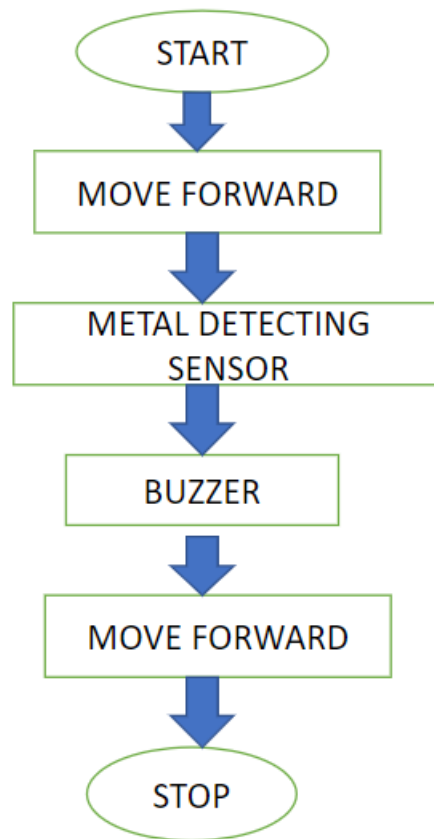 START
MOVE FORWARD
METAL DETECTING
SENSOR
BUZZER
MOVE FORWARD
STOP